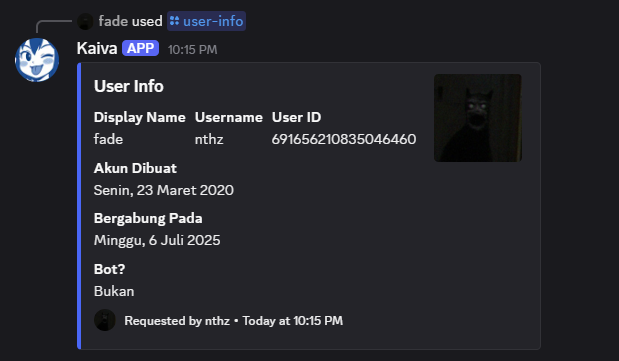 fade used user-info
Kaiva APP 10:15 PM
User Info
Display Name Username User ID
fade nthz 691656210835046460
Akun Dibuat
Senin, 23 Maret 2020
Bergabung Pada
Minggu, 6 Juli 2025
Bot?
Bukan
Requested by nthz • Today at 10:15 PM